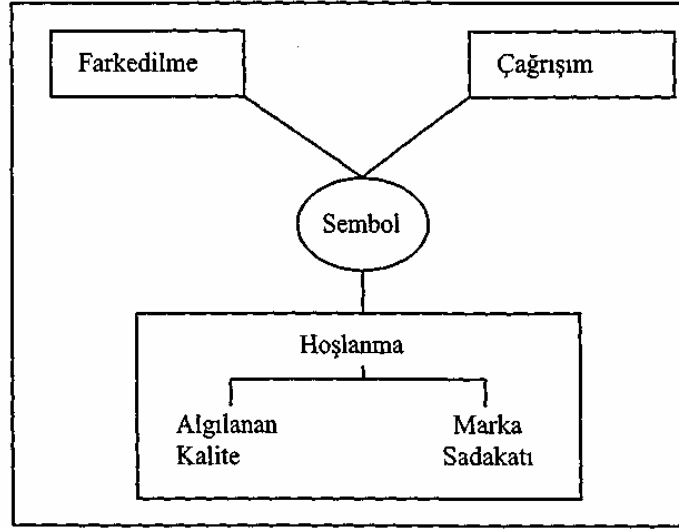 Farkedilme
Çağrışım
Sembol
Hoşlanma
Algılanan
Kalite
Marka
Sadakatı